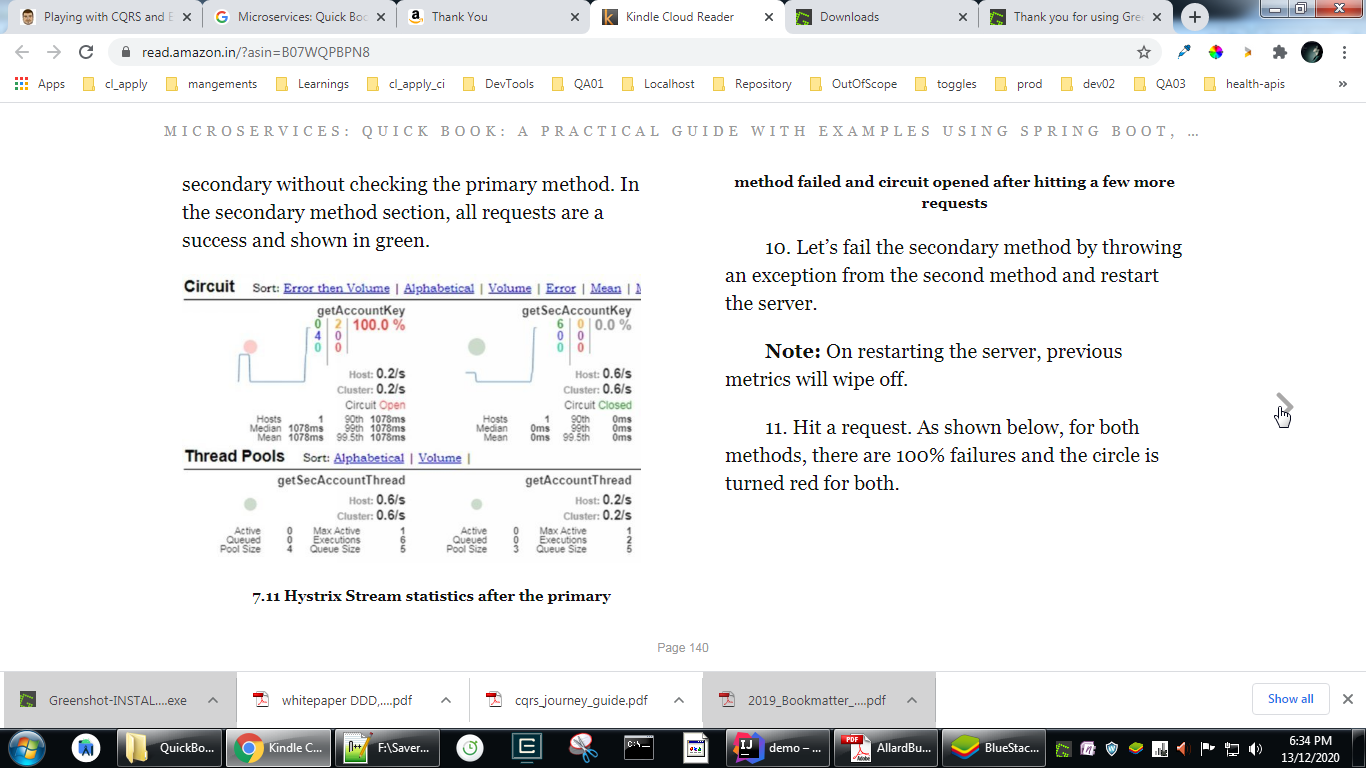 Playing with CQRS and E
Microservices: Quick Boo
Thank You
Kindle Cloud Reader
Downloads
Thank you for using Gre
read.amazon.in/?asin=B07WQPBPN8
Apps
cl_apply
mangements
Learnings
cl_apply_ci
DevTools
QA01
Localhost
Repository
OutOfScope
toggles
prod
dev02
QA03
health-apis
»
MICROSERVICES: QUICK BOOK: A PRACTICAL GUIDE WITH EXAMPLES USING SPRING BOOT, …
secondary without checking the primary method. In
the secondary method section, all requests are a
success and shown in green.
Circuit Sort: Error then Volume | Alphabetical | Volume | Error | Mean |
getAccountKey
0 2 100.0 %
4 0
0 0
Host: 0.2/s
Cluster: 0.2/s
Circuit Open
Hosts 1 90th 1078ms
Median 1078ms 99th 1078ms
Mean 1078ms 99.5th 1078ms
getSecAccountKey
6 0 0.0 %
0 0
0 0
Host: 0.6/s
Cluster: 0.6/s
Circuit Closed
Hosts 1 90th 0ms
Median 0ms 99th 0ms
Mean 0ms 99.5th 0ms
Thread Pools Sort: Alphabetical | Volume |
getSecAccountThread
Host: 0.6/s
Cluster: 0.6/s
Active 0 Max Active 1
Queued 0 Executions 6
Pool Size 4 Queue Size 5
getAccountThread
Host: 0.2/s
Cluster: 0.2/s
Active 0 Max Active 1
Queued 0 Executions 2
Pool Size 3 Queue Size 5
7.11 Hystrix Stream statistics after the primary
method failed and circuit opened after hitting a few more
requests
10. Let’s fail the secondary method by throwing
an exception from the second method and restart
the server.
Note: On restarting the server, previous
metrics will wipe off.
11. Hit a request. As shown below, for both
methods, there are 100% failures and the circle is
turned red for both.
Page 140
Greenshot-INSTAL....exe
whitepaper DDD,....pdf
cqrs_journey_guide.pdf
2019_Bookmatter_....pdf
Show all
QuickBo...
Kindle C...
F:\Saver...
demo – ...
AllardBu...
BlueStac...
6:34 PM
13/12/2020